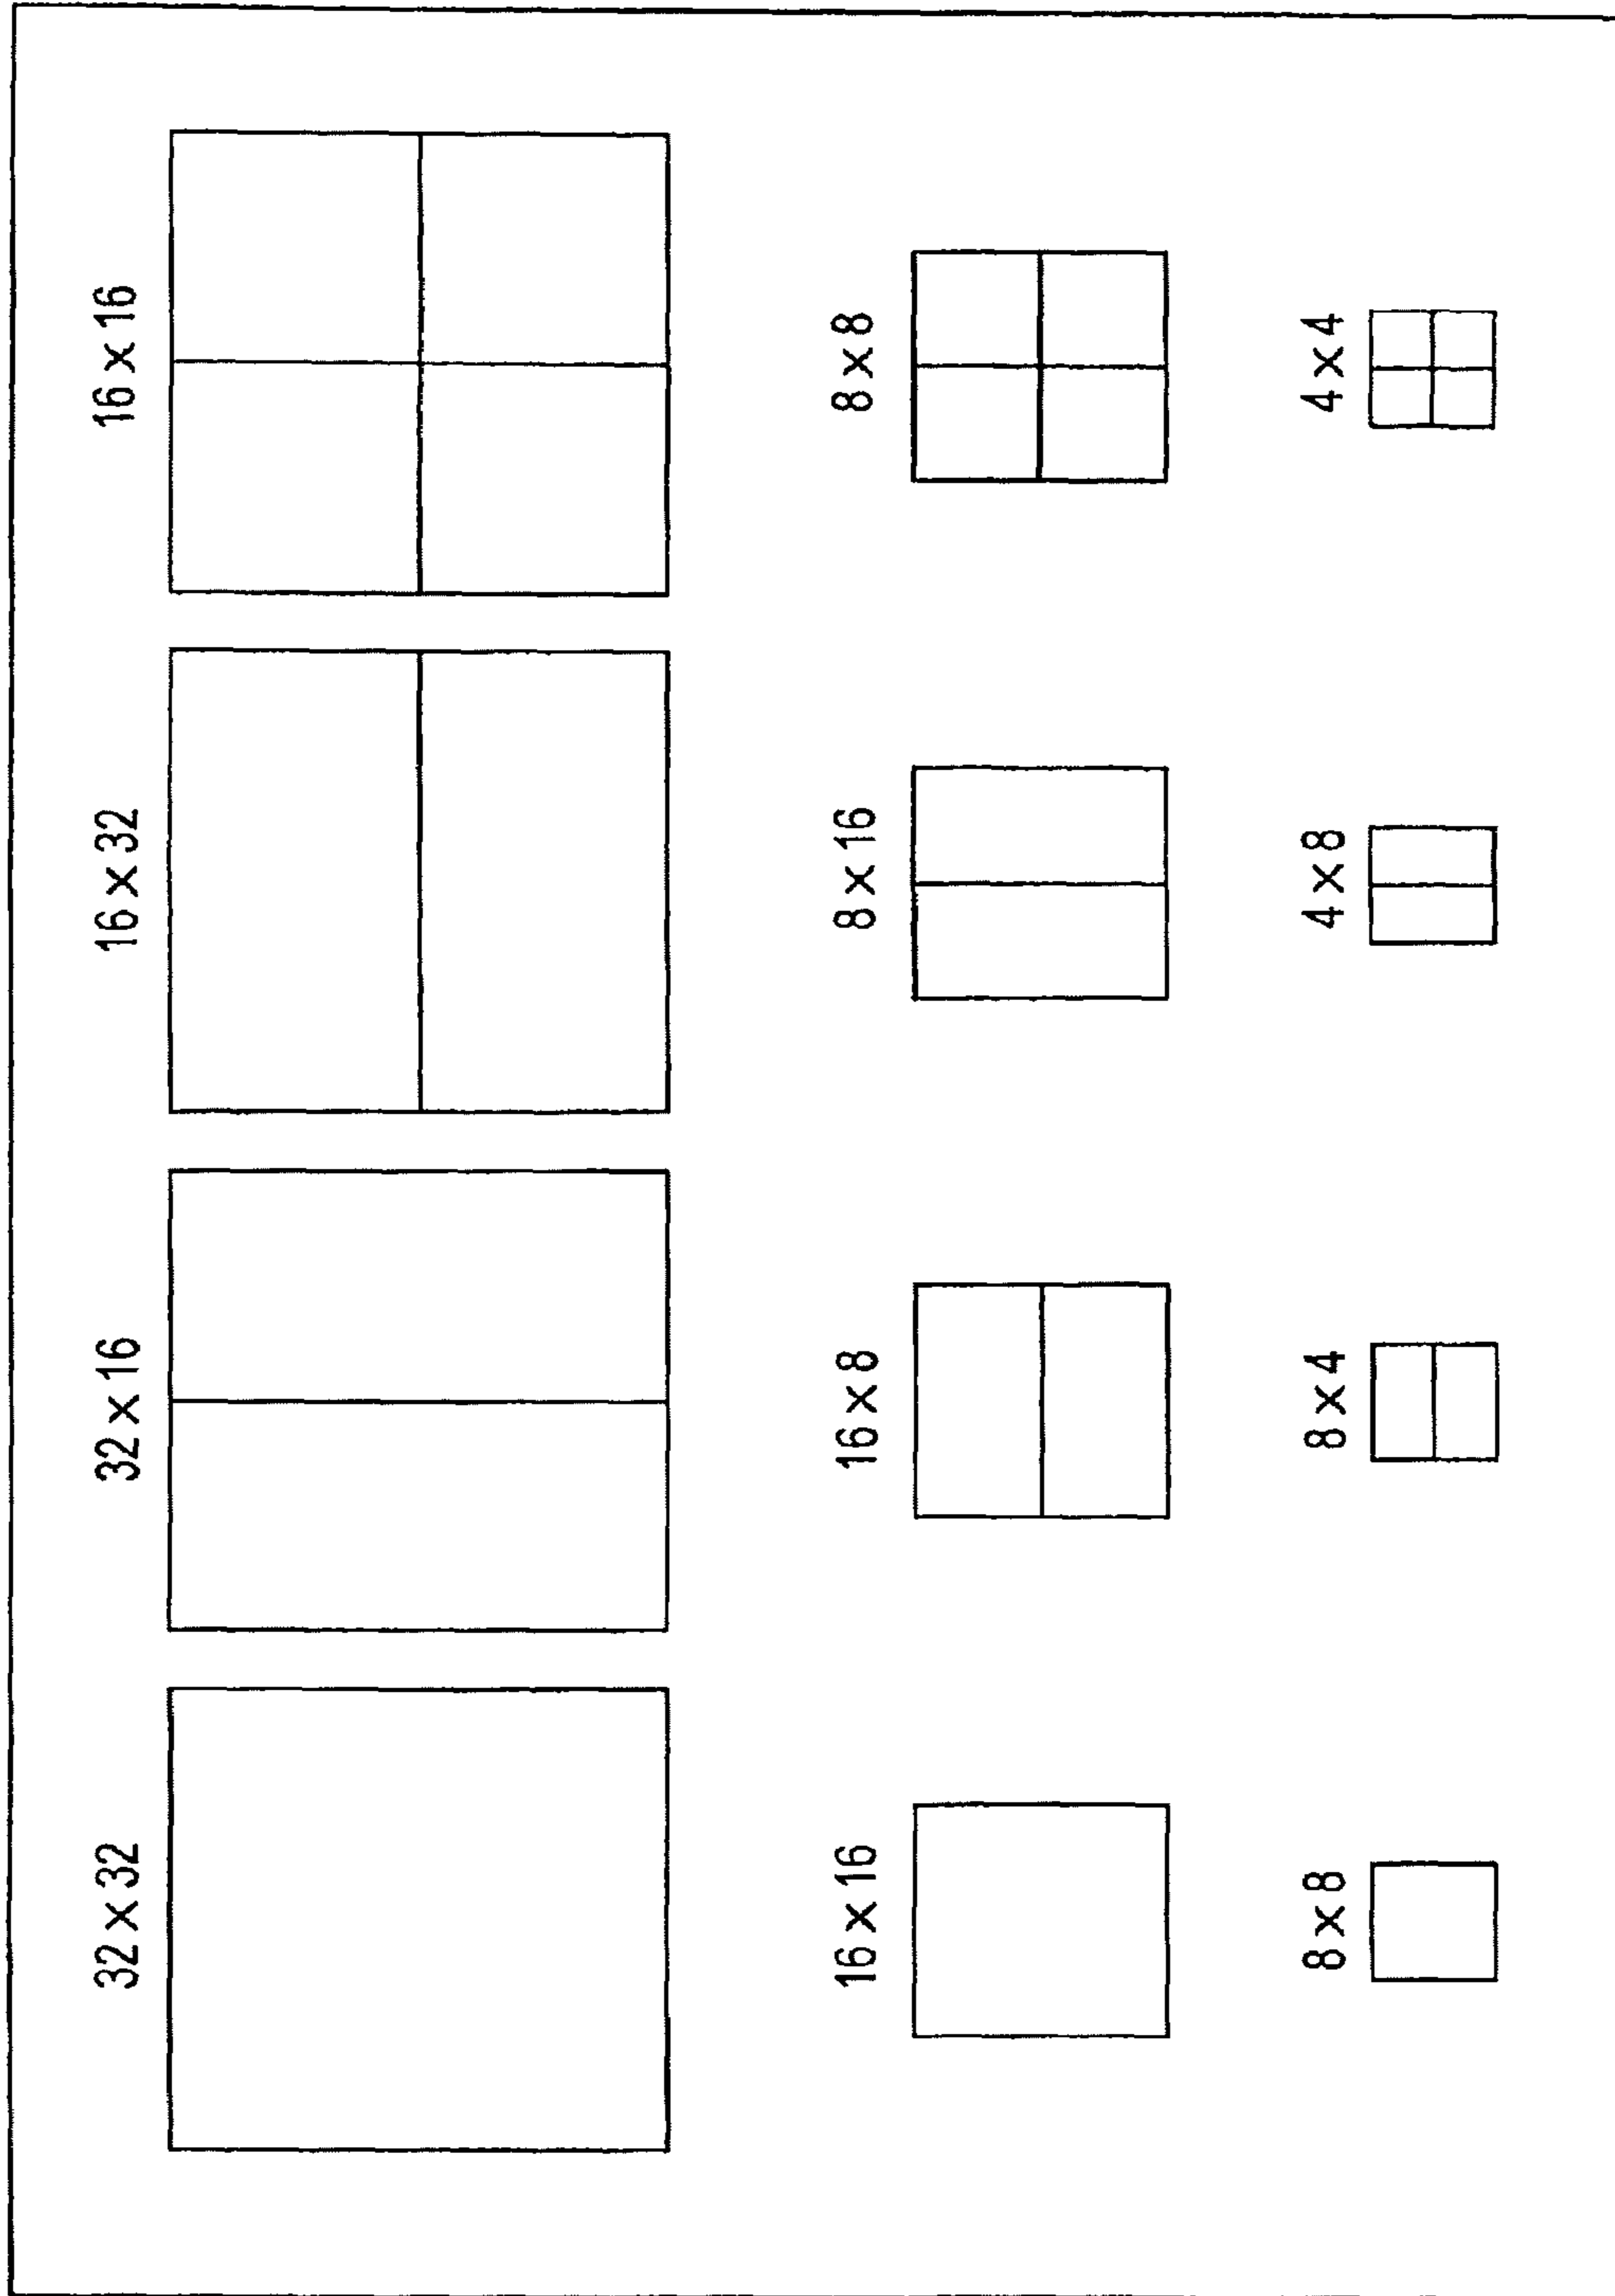 32 × 32
32 × 16
16 × 32
16 × 16
16 × 16
16 × 8
8 × 16
8 × 8
8 × 8
8 × 4
4 × 8
4 × 4